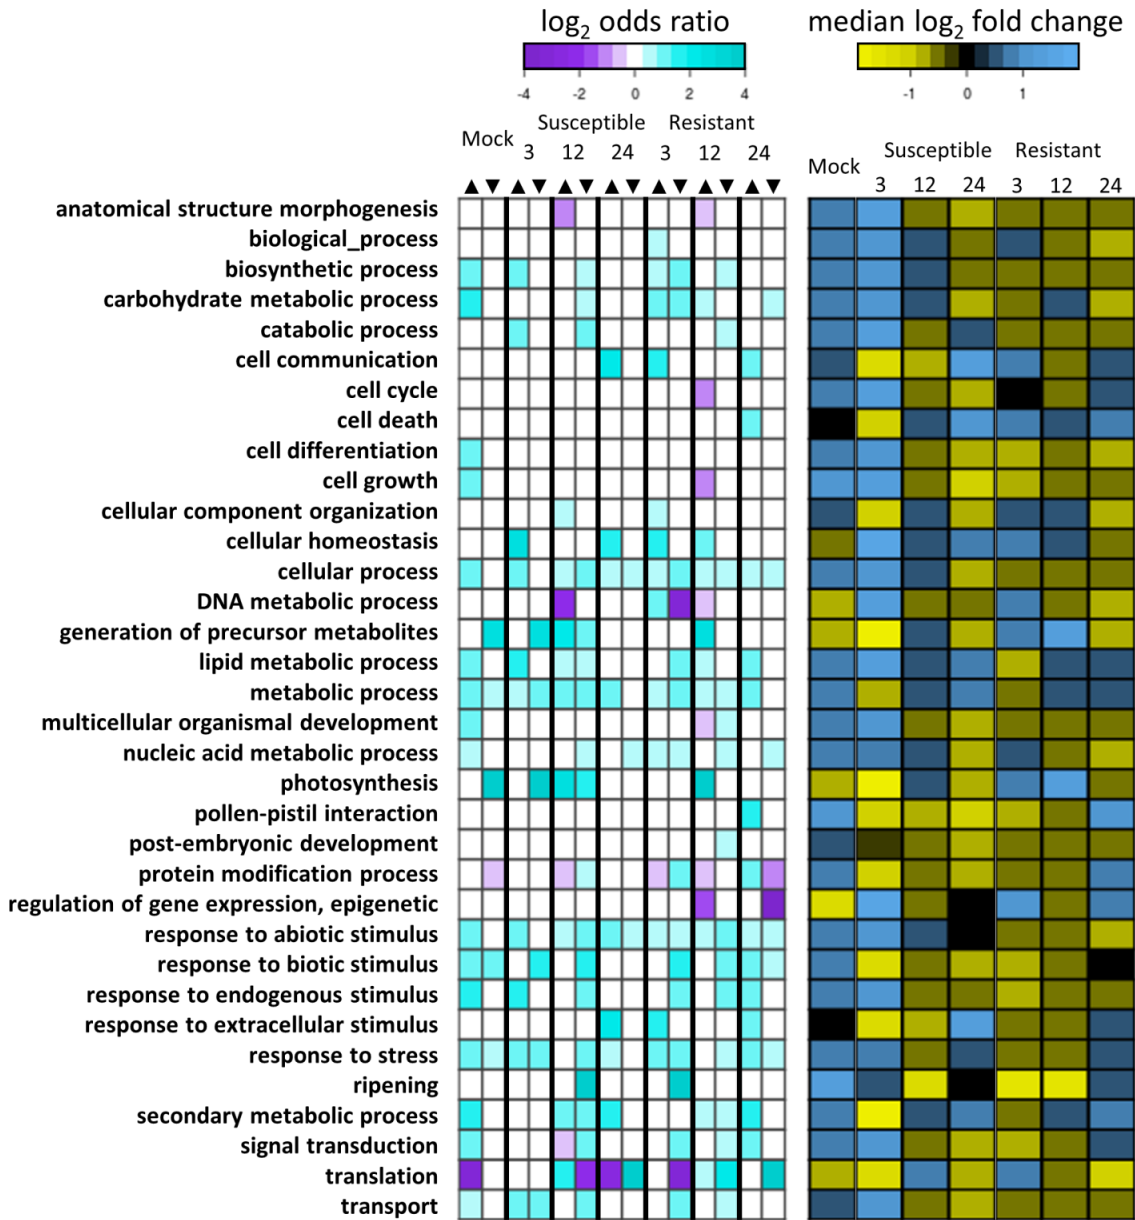 log2 odds ratio
median log2 fold change
-4 -2 0 2 4
-1 0 1
Mock Susceptible Resistant
3 12 24 3 12 24
Mock Susceptible Resistant
3 12 24 3 12 24
▲ ▼ ▲ ▼ ▲ ▼ ▲ ▼ ▲ ▼ ▲ ▼ ▲ ▼
anatomical structure morphogenesis
biological_process
biosynthetic process
carbohydrate metabolic process
catabolic process
cell communication
cell cycle
cell death
cell differentiation
cell growth
cellular component organization
cellular homeostasis
cellular process
DNA metabolic process
generation of precursor metabolites
lipid metabolic process
metabolic process
multicellular organismal development
nucleic acid metabolic process
photosynthesis
pollen-pistil interaction
post-embryonic development
protein modification process
regulation of gene expression, epigenetic
response to abiotic stimulus
response to biotic stimulus
response to endogenous stimulus
response to extracellular stimulus
response to stress
ripening
secondary metabolic process
signal transduction
translation
transport